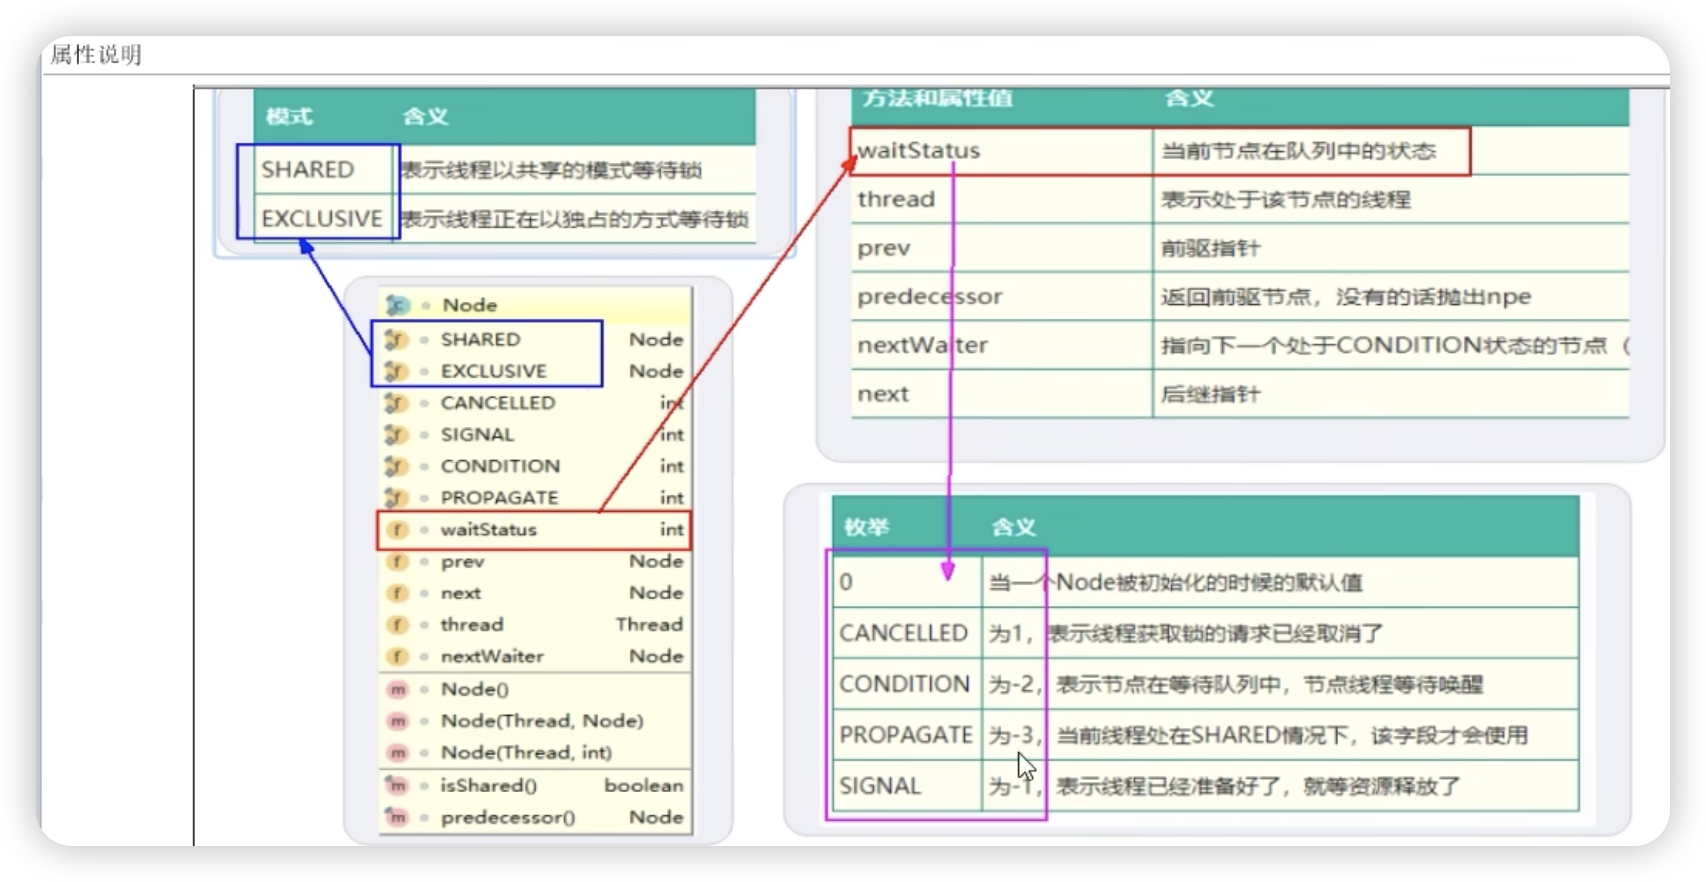 属性说明
模式 含义
SHARED 表示线程以共享的模式等待锁
EXCLUSIVE 表示线程正在以独占的方式等待锁
方法和属性值 含义
waitStatus 当前节点在队列中的状态
thread 表示处于该节点的线程
prev 前驱指针
predecessor 返回前驱节点，没有的话抛出npe
nextWaiter 指向下一个处于CONDITION状态的节点（
next 后继指针
Node
SHARED Node
EXCLUSIVE Node
CANCELLED int
SIGNAL int
CONDITION int
PROPAGATE int
waitStatus int
prev Node
next Node
thread Thread
nextWaiter Node
Node()
Node(Thread, Node)
Node(Thread, int)
isShared() boolean
predecessor() Node
枚举 含义
0 当一个Node被初始化的时候的默认值
CANCELLED 为1，表示线程获取锁的请求已经取消了
CONDITION 为-2，表示节点在等待队列中，节点线程等待唤醒
PROPAGATE 为-3，当前线程处在SHARED情况下，该字段才会使用
SIGNAL 为-1，表示线程已经准备好了，就等资源释放了